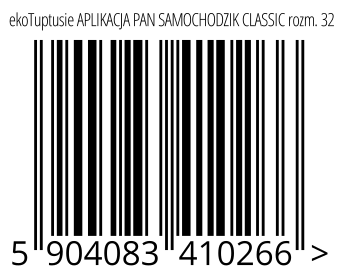 ekoTuptusie APLIKACJA PAN SAMOCHODZIK CLASSIC rozm. 32
5 904083 410266 >